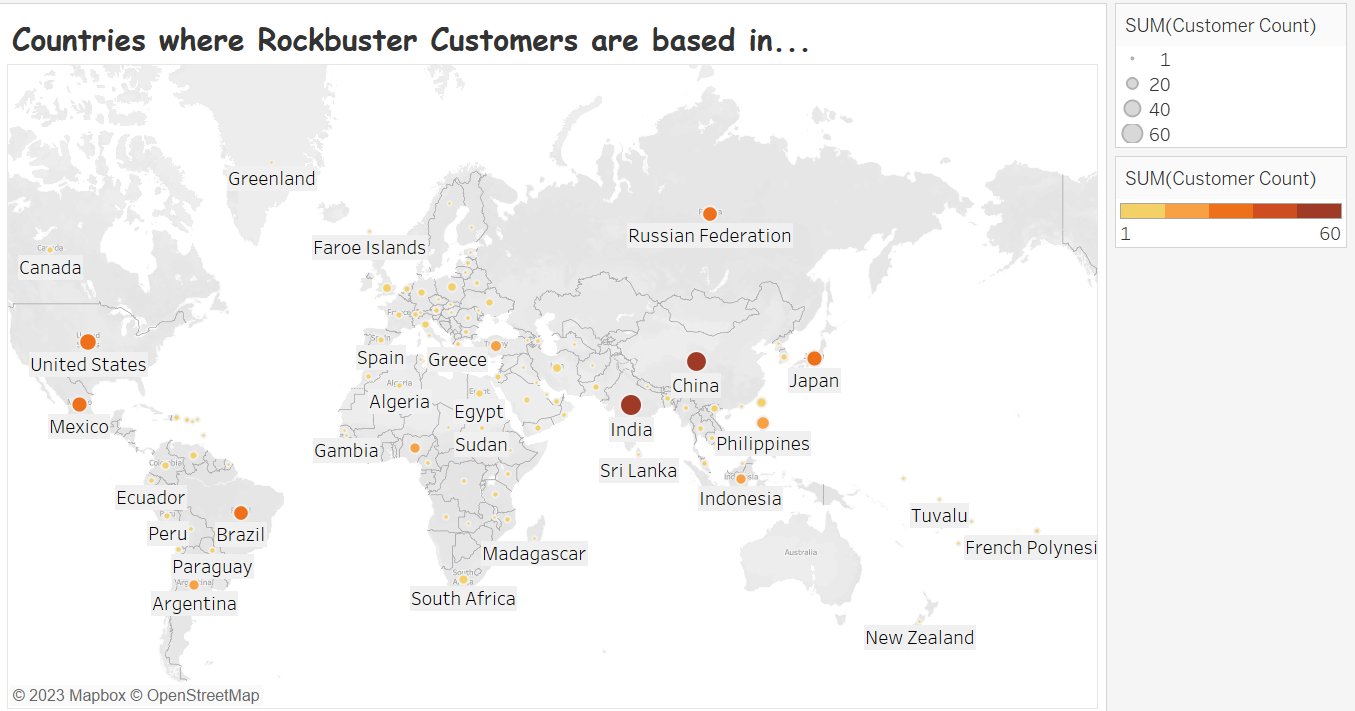 Countries where Rockbuster Customers are based in...
Greenland
Faroe Islands
Russian Federation
Canada
United States
Mexico
Spain
Greece
China
Japan
Algeria
Egypt
India
Gambia
Sudan
Philippines
Sri Lanka
Indonesia
Ecuador
Tuvalu
Peru
Brazil
French Polynesi
Madagascar
Australia
Paraguay
South Africa
Argentina
New Zealand
© 2023 Mapbox © OpenStreetMap
SUM(Customer Count)
1
20
40
60
SUM(Customer Count)
1 60